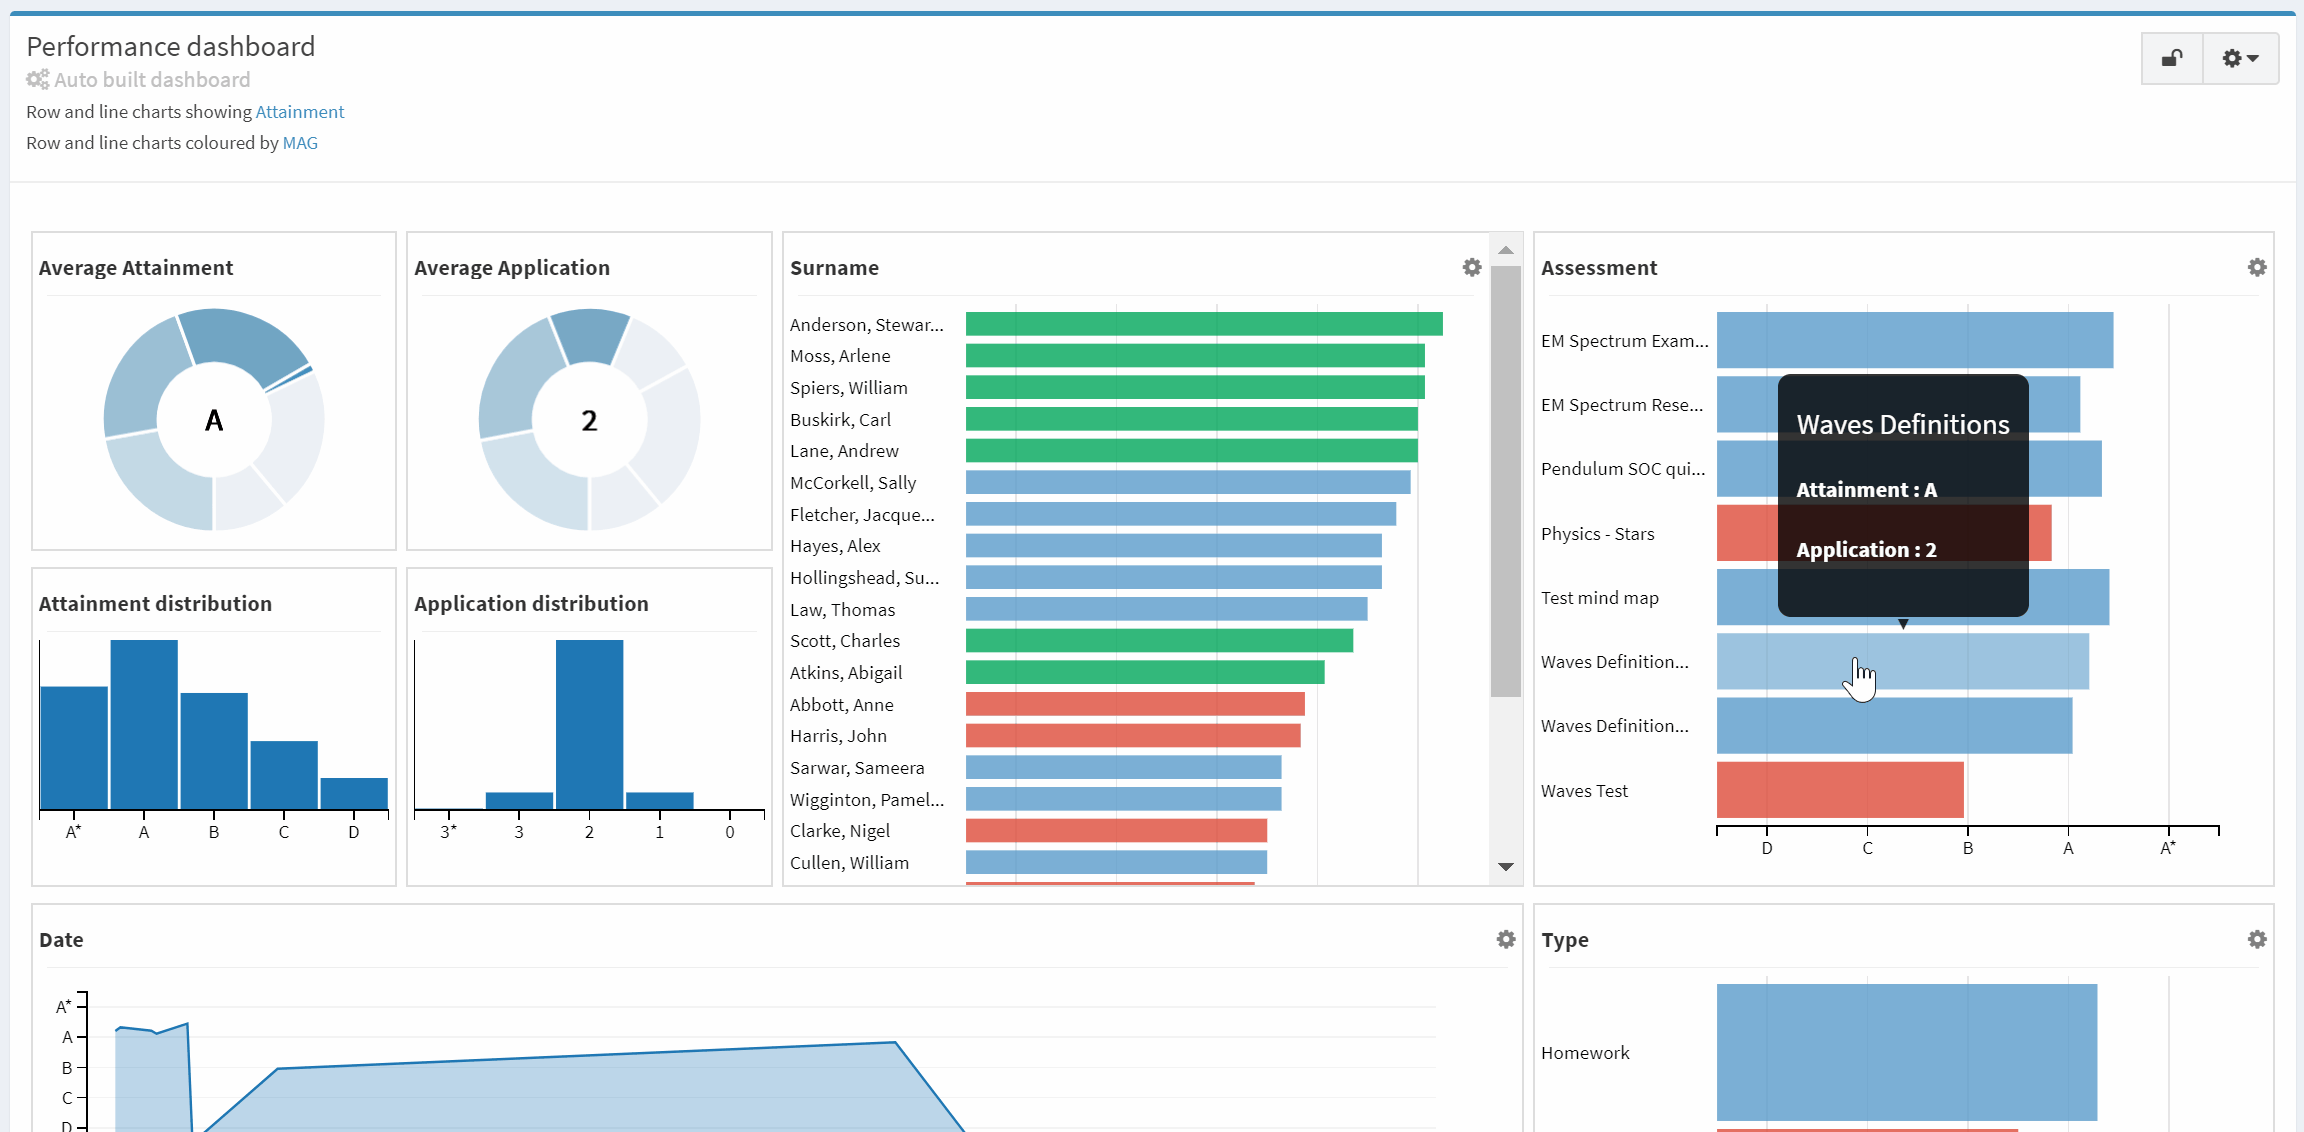 Performance dashboard
Auto built dashboard
Row and line charts showing Attainment
Row and line charts coloured by MAG
Average Attainment
A
Average Application
2
Attainment distribution
A* A B C D
Application distribution
3* 3 2 1 0
Surname
Anderson, Stewar...
Moss, Arlene
Spiers, William
Buskirk, Carl
Lane, Andrew
McCorkell, Sally
Fletcher, Jacque...
Hayes, Alex
Hollingshead, Su...
Law, Thomas
Scott, Charles
Atkins, Abigail
Abbott, Anne
Harris, John
Sarwar, Sameera
Wigginton, Pamel...
Clarke, Nigel
Cullen, William
Assessment
EM Spectrum Exam...
EM Spectrum Rese...
Pendulum SOC qui...
Physics - Stars
Test mind map
Waves Definition...
Waves Definition...
Waves Test
D C B A A*
Waves Definitions
Attainment : A
Application : 2
Date
A*
A
B
C
D
Type
Homework